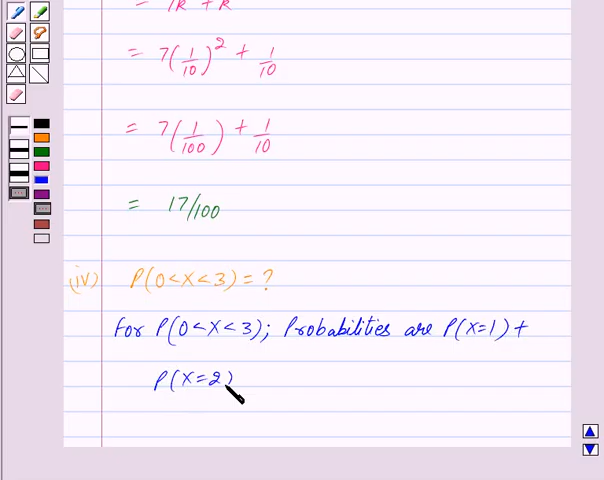 = 7k² + k
= 7(1/10)² + 1/10
= 7(1/100) + 1/10
= 17/100
(iv) P(0<X<3) = ?
For P(0<X<3); Probabilities are P(X=1) +
P(X=2)